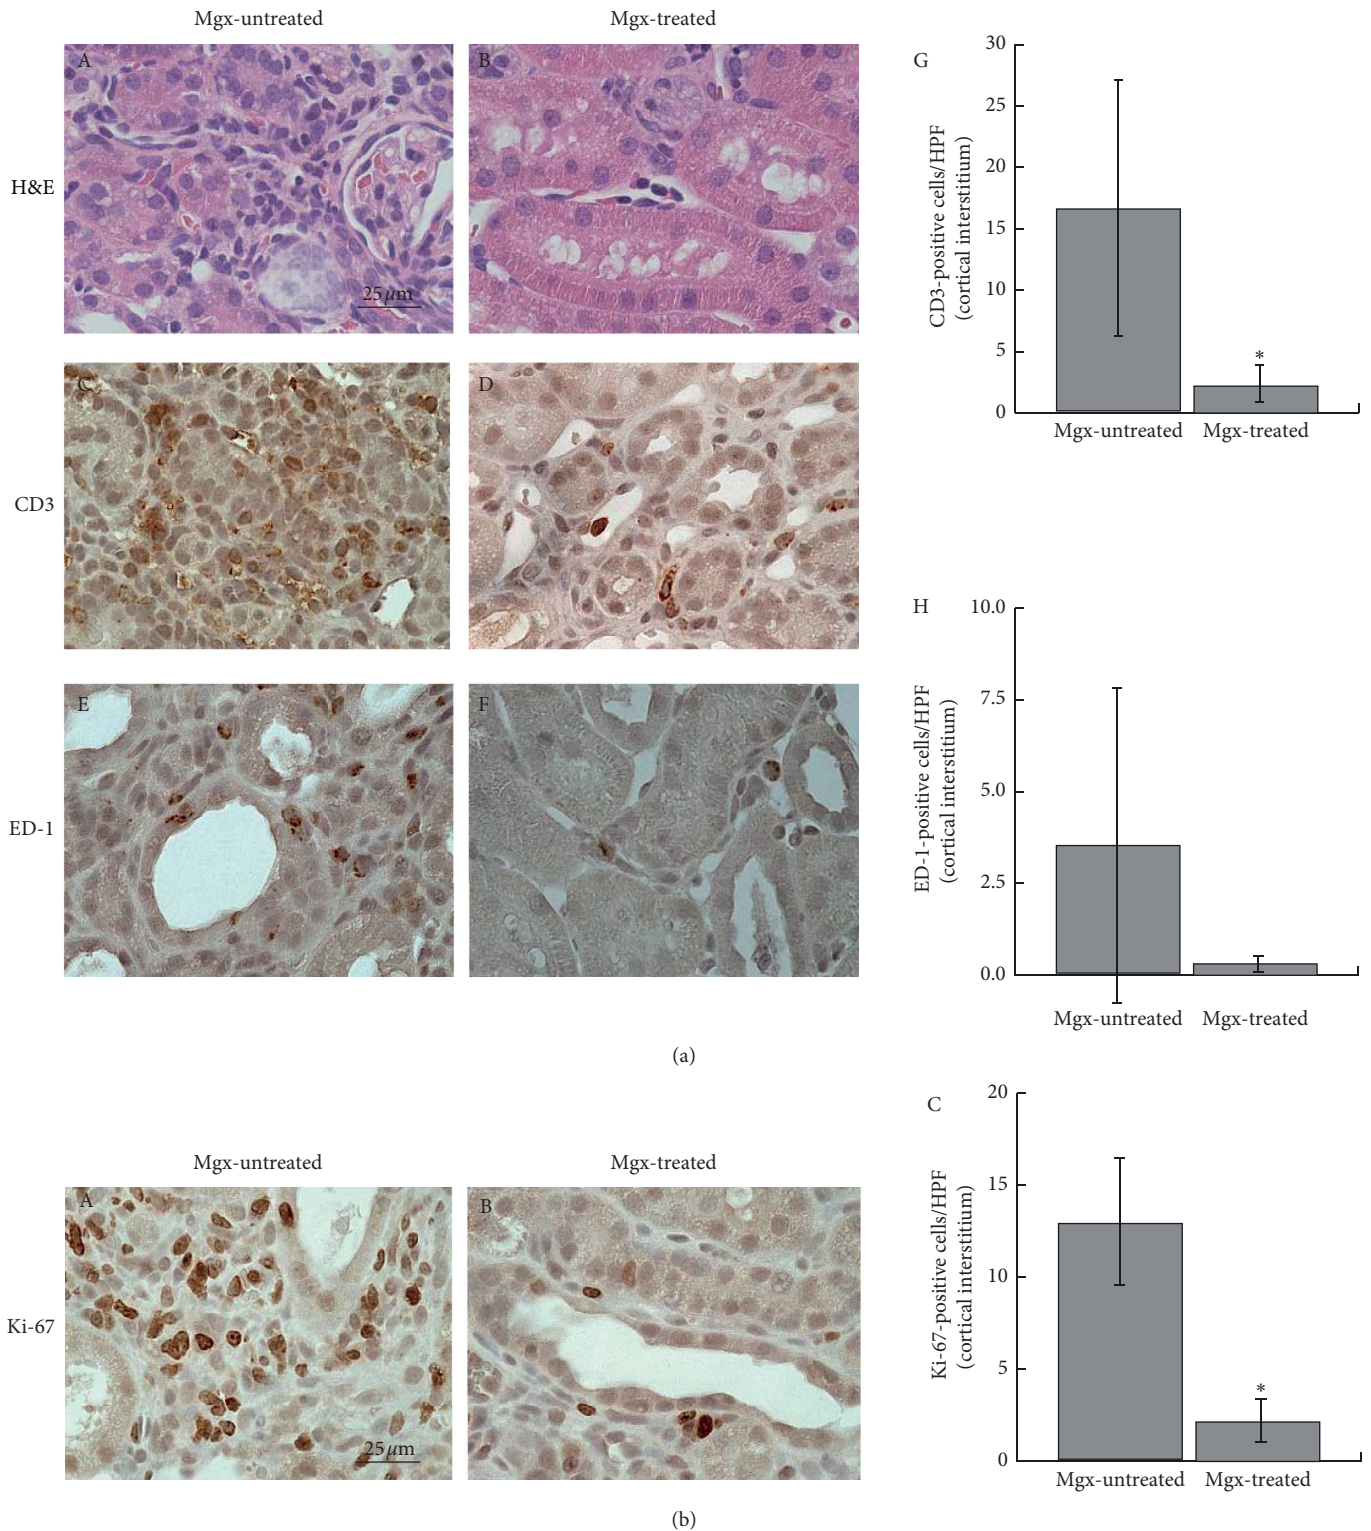 Mgx-untreated
Mgx-treated
H&E
A
B
25 μm
CD3
C
D
ED-1
E
F
G
30
25
20
15
10
5
0
CD3-positive cells/HPF
(cortical interstitium)
*
Mgx-untreated
Mgx-treated
H
10.0
7.5
5.0
2.5
0.0
ED-1-positive cells/HPF
(cortical interstitium)
Mgx-untreated
Mgx-treated
(a)
Mgx-untreated
Mgx-treated
Ki-67
A
B
25 μm
C
20
15
10
5
0
Ki-67-positive cells/HPF
(cortical interstitium)
*
Mgx-untreated
Mgx-treated
(b)